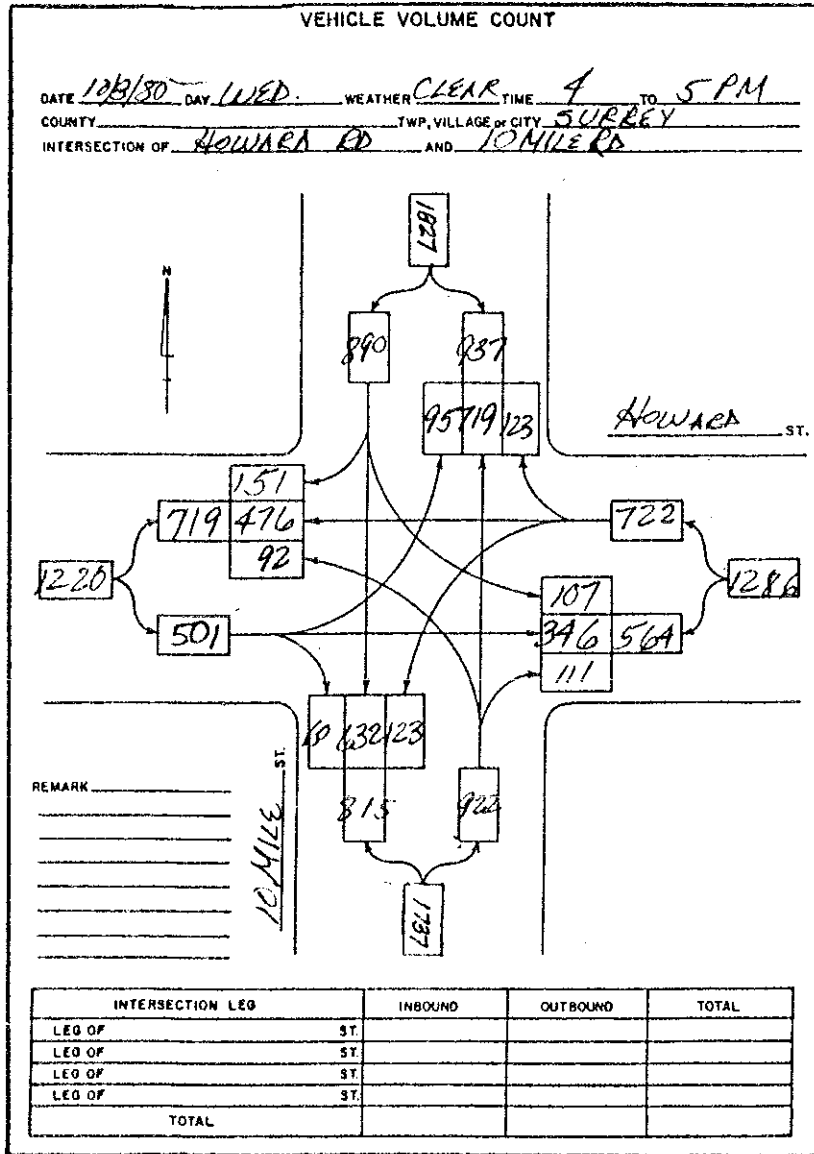 VEHICLE VOLUME COUNT
DATE 10/8/80 DAY WED. WEATHER CLEAR TIME 4 TO 5 PM
COUNTY TWP, VILLAGE or CITY SURREY
INTERSECTION OF HOWARD RD AND 10 MILE RD
1827
N
890 937
95 719 123
HOWARD ST.
151
719 476 722
92
1220 1286
107
501 346 564
111
60 632 123
815 922
10 MILE ST.
REMARK
1737
INTERSECTION LEG INBOUND OUTBOUND TOTAL
LEG OF ST.
LEG OF ST.
LEG OF ST.
LEG OF ST.
TOTAL